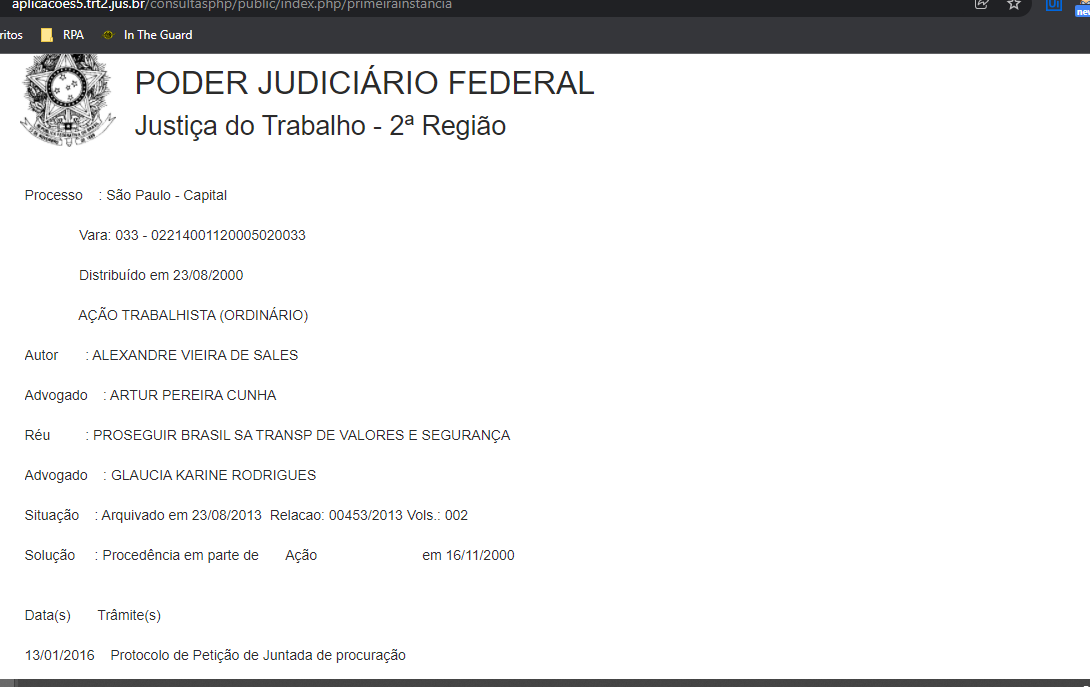 aplicacoes5.trt2.jus.br/consultasphp/public/index.php/primeirainstancia
ritos RPA In The Guard
PODER JUDICIÁRIO FEDERAL
Justiça do Trabalho - 2ª Região
Processo : São Paulo - Capital
Vara: 033 - 02214001120005020033
Distribuído em 23/08/2000
AÇÃO TRABALHISTA (ORDINÁRIO)
Autor : ALEXANDRE VIEIRA DE SALES
Advogado : ARTUR PEREIRA CUNHA
Réu : PROSEGUIR BRASIL SA TRANSP DE VALORES E SEGURANÇA
Advogado : GLAUCIA KARINE RODRIGUES
Situação : Arquivado em 23/08/2013 Relacao: 00453/2013 Vols.: 002
Solução : Procedência em parte de Ação em 16/11/2000
Data(s) Trâmite(s)
13/01/2016 Protocolo de Petição de Juntada de procuração